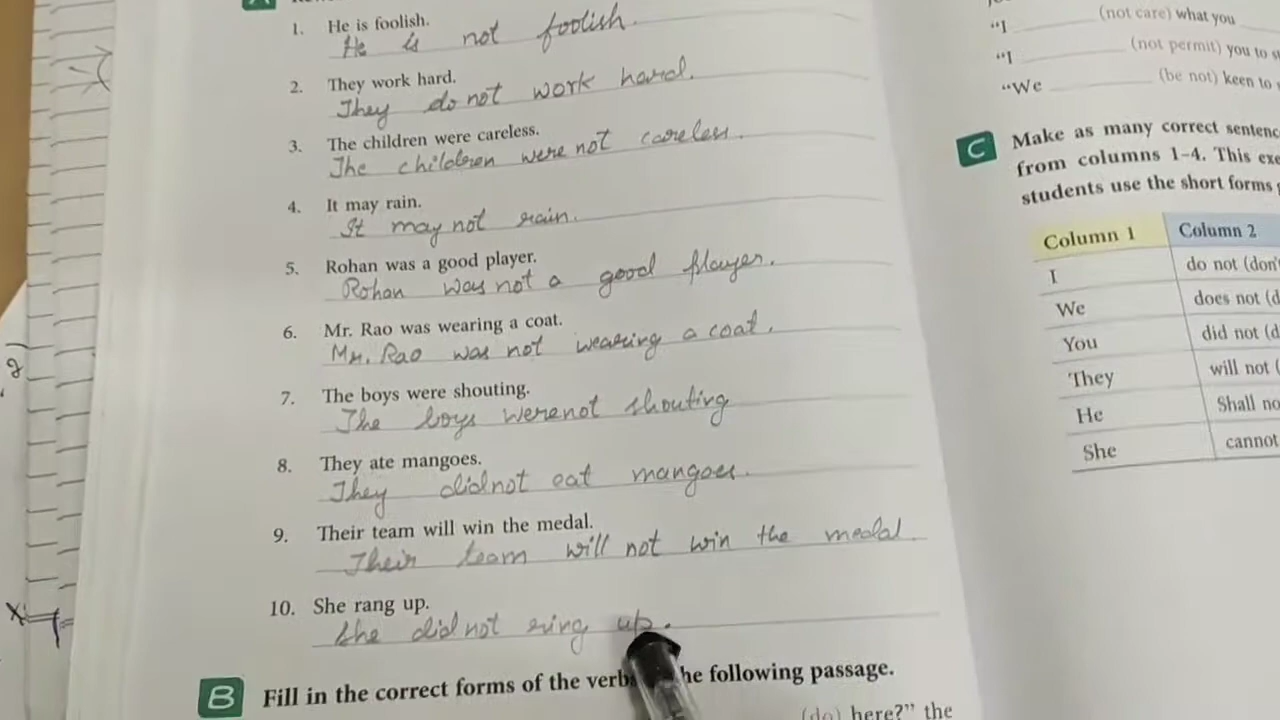 A
1. He is foolish.
He is not foolish.
2. They work hard.
They do not work hard.
3. The children were careless.
The children were not careless.
4. It may rain.
It may not rain.
5. Rohan was a good player.
Rohan was not a good player.
6. Mr. Rao was wearing a coat.
Mr. Rao was not wearing a coat.
7. The boys were shouting.
The boys were not shouting
8. They ate mangoes.
They did not eat mangoes.
9. Their team will win the medal.
Their team will not win the medal.
10. She rang up.
She did not ring up.
B Fill in the correct forms of the verbs he following passage.
(do) here?” the
“I (not care) what you
“I (not permit) you to
“We (be not) keen to
C Make as many correct sentenc
from columns 1–4. This exe
students use the short forms
Column 1 Column 2
I do not (don't
We does not (d
You did not (d
They will not (
He Shall no
She cannot